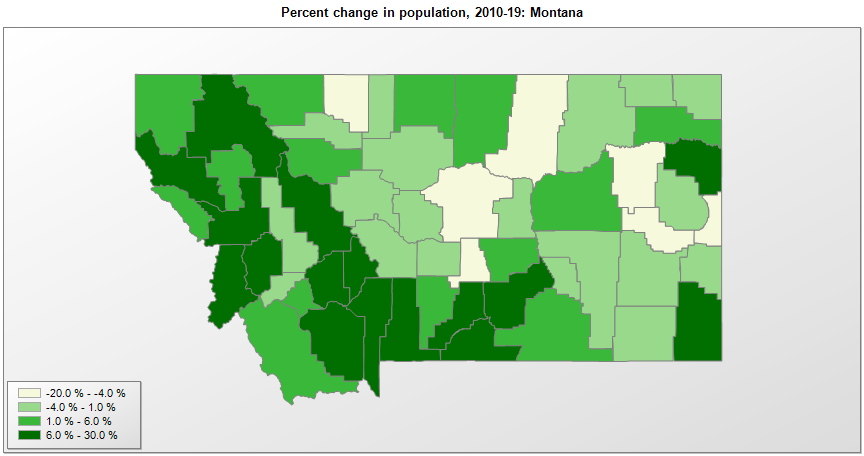 Percent change in population, 2010-19: Montana
-20.0 % - -4.0 %
-4.0 % - 1.0 %
1.0 % - 6.0 %
6.0 % - 30.0 %